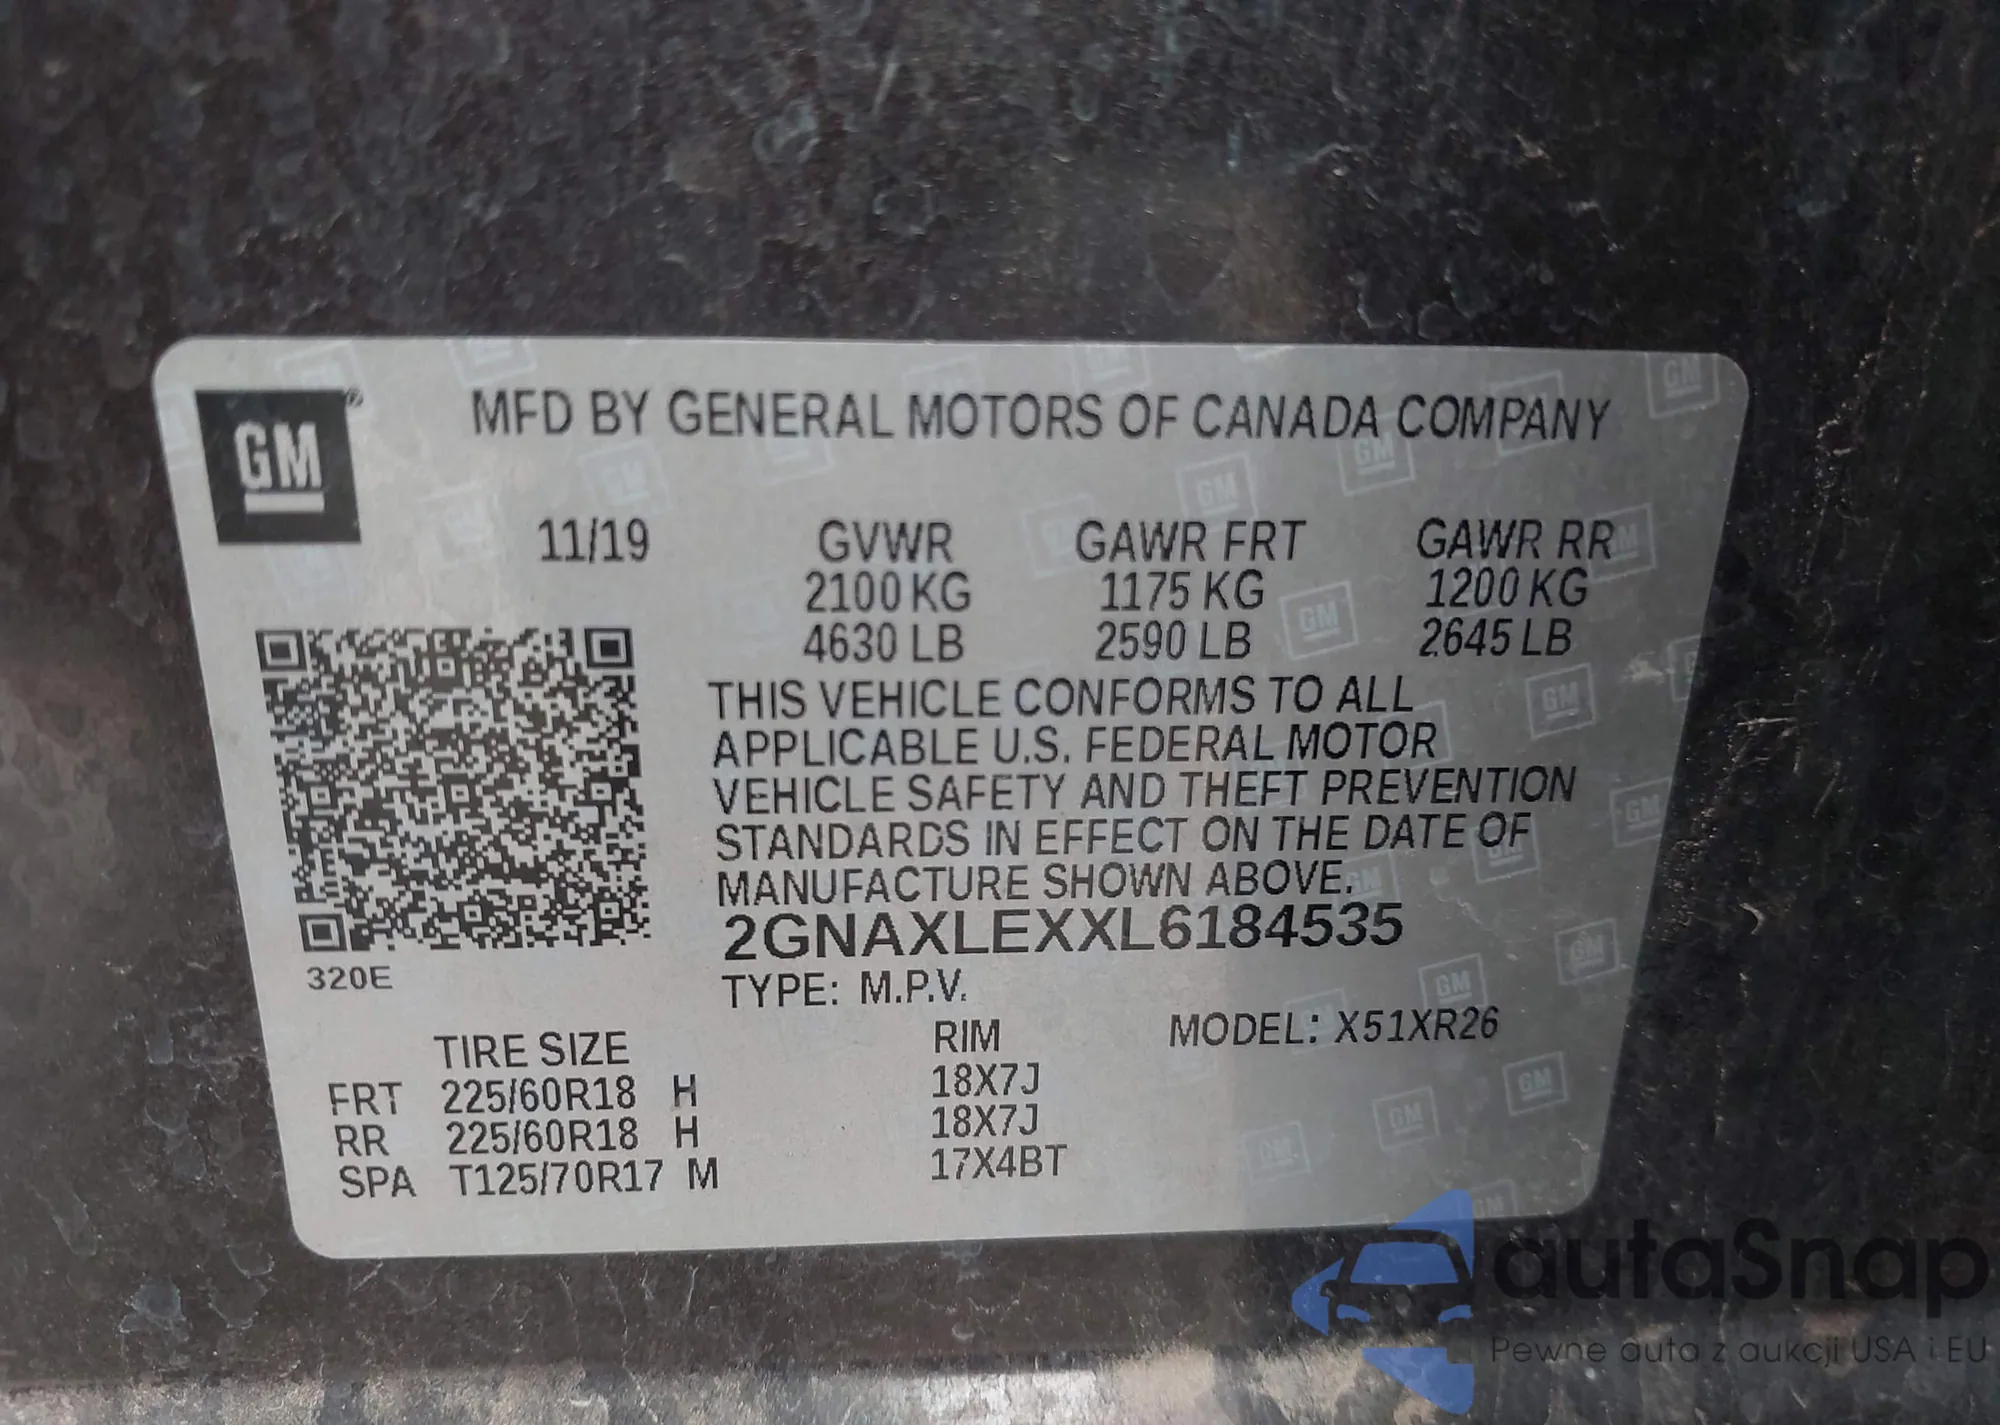 GM®
MFD BY GENERAL MOTORS OF CANADA COMPANY
11/19 GVWR GAWR FRT GAWR RR
2100 KG 1175 KG 1200 KG
4630 LB 2590 LB 2645 LB
THIS VEHICLE CONFORMS TO ALL
APPLICABLE U.S. FEDERAL MOTOR
VEHICLE SAFETY AND THEFT PREVENTION
STANDARDS IN EFFECT ON THE DATE OF
MANUFACTURE SHOWN ABOVE.
2GNAXLEXXL6184535
320E
TYPE: M.P.V.
MODEL: X51XR26
TIRE SIZE RIM
FRT 225/60R18 H 18X7J
RR 225/60R18 H 18X7J
SPA T125/70R17 M 17X4BT
autaSnap
Pewne auta z aukcji USA i EU